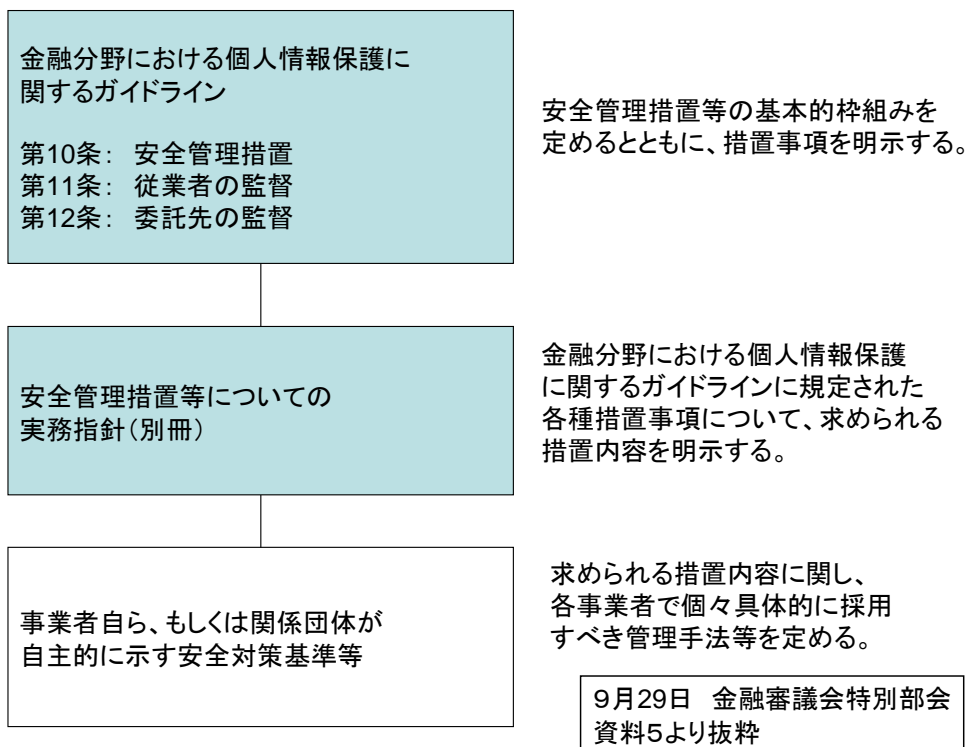 金融分野における個人情報保護に
関するガイドライン
第10条： 安全管理措置
第11条： 従業者の監督
第12条： 委託先の監督
安全管理措置等の基本的枠組みを
定めるとともに、措置事項を明示する。
安全管理措置等についての
実務指針（別冊）
金融分野における個人情報保護
に関するガイドラインに規定された
各種措置事項について、求められる
措置内容を明示する。
事業者自ら、もしくは関係団体が
自主的に示す安全対策基準等
求められる措置内容に関し、
各事業者で個々具体的に採用
すべき管理手法等を定める。
９月29日 金融審議会特別部会
資料５より抜粋